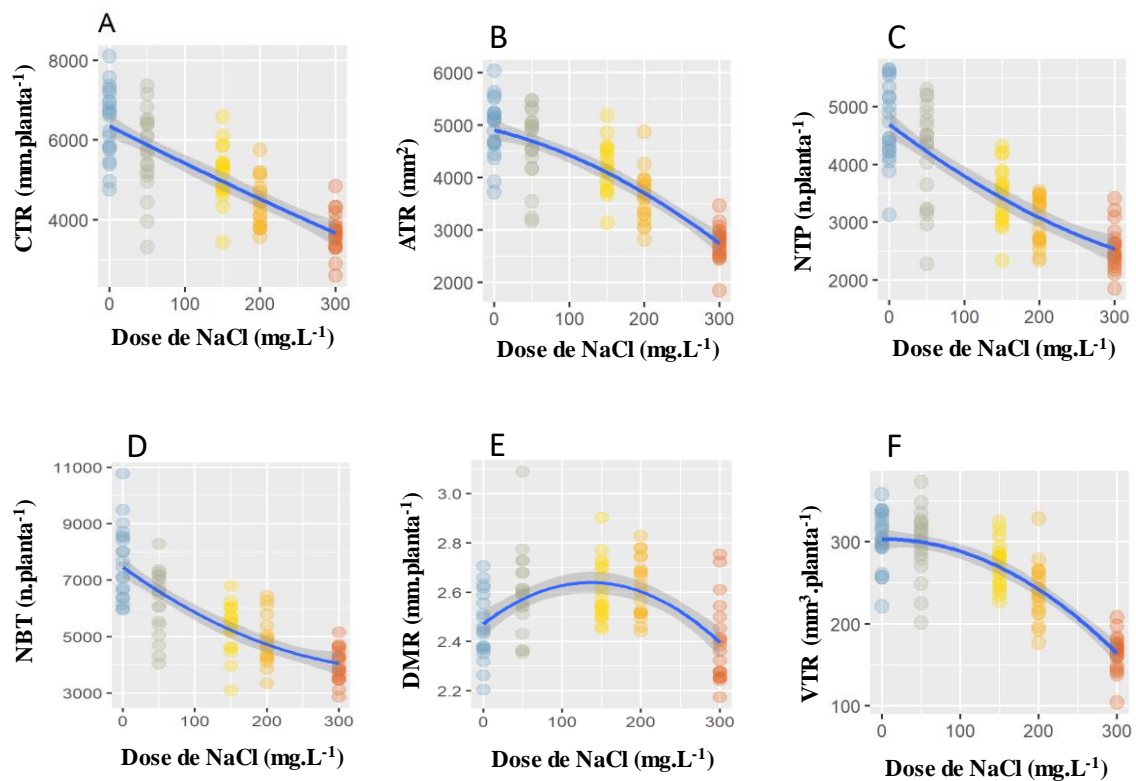 A
CTR (mm.planta-1)
8000
6000
4000
0 100 200 300
Dose de NaCl (mg.L-1)
B
ATR (mm2)
6000
5000
4000
3000
2000
0 100 200 300
Dose de NaCl (mg.L-1)
C
NTP (n.planta-1)
5000
4000
3000
2000
0 100 200 300
Dose de NaCl (mg.L-1)
D
NBT (n.planta-1)
11000
9000
7000
5000
3000
0 100 200 300
Dose de NaCl (mg.L-1)
E
DMR (mm.planta-1)
3.0
2.8
2.6
2.4
2.2
0 100 200 300
Dose de NaCl (mg.L-1)
F
VTR (mm3.planta-1)
300
200
100
0 100 200 300
Dose de NaCl (mg.L-1)